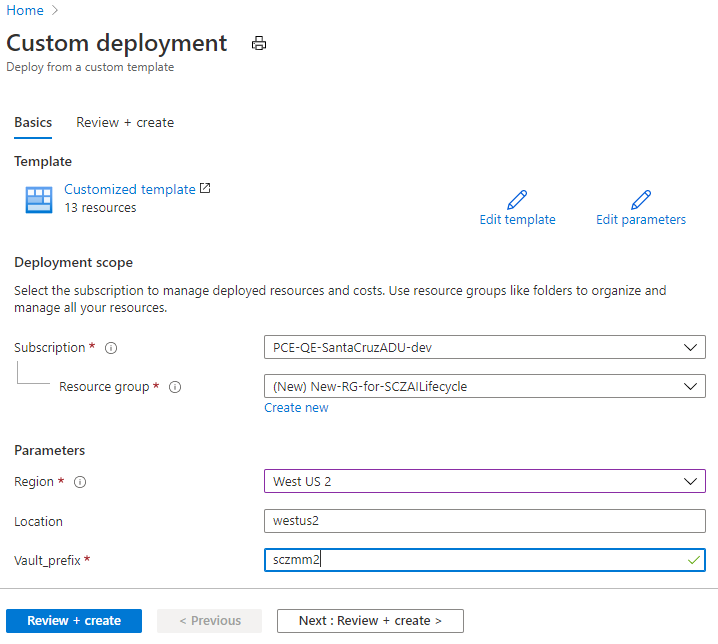 Home >
Custom deployment
Deploy from a custom template
Basics
Review + create
Template
Customized template
13 resources
Edit template
Edit parameters
Deployment scope
Select the subscription to manage deployed resources and costs. Use resource groups like folders to organize and
manage all your resources.
Subscription *
PCE-QE-SantaCruzADU-dev
Resource group *
(New) New-RG-for-SCZAILifecycle
Create new
Parameters
Region *
West US 2
Location
westus2
Vault_prefix *
sczmm2
Review + create
< Previous
Next : Review + create >